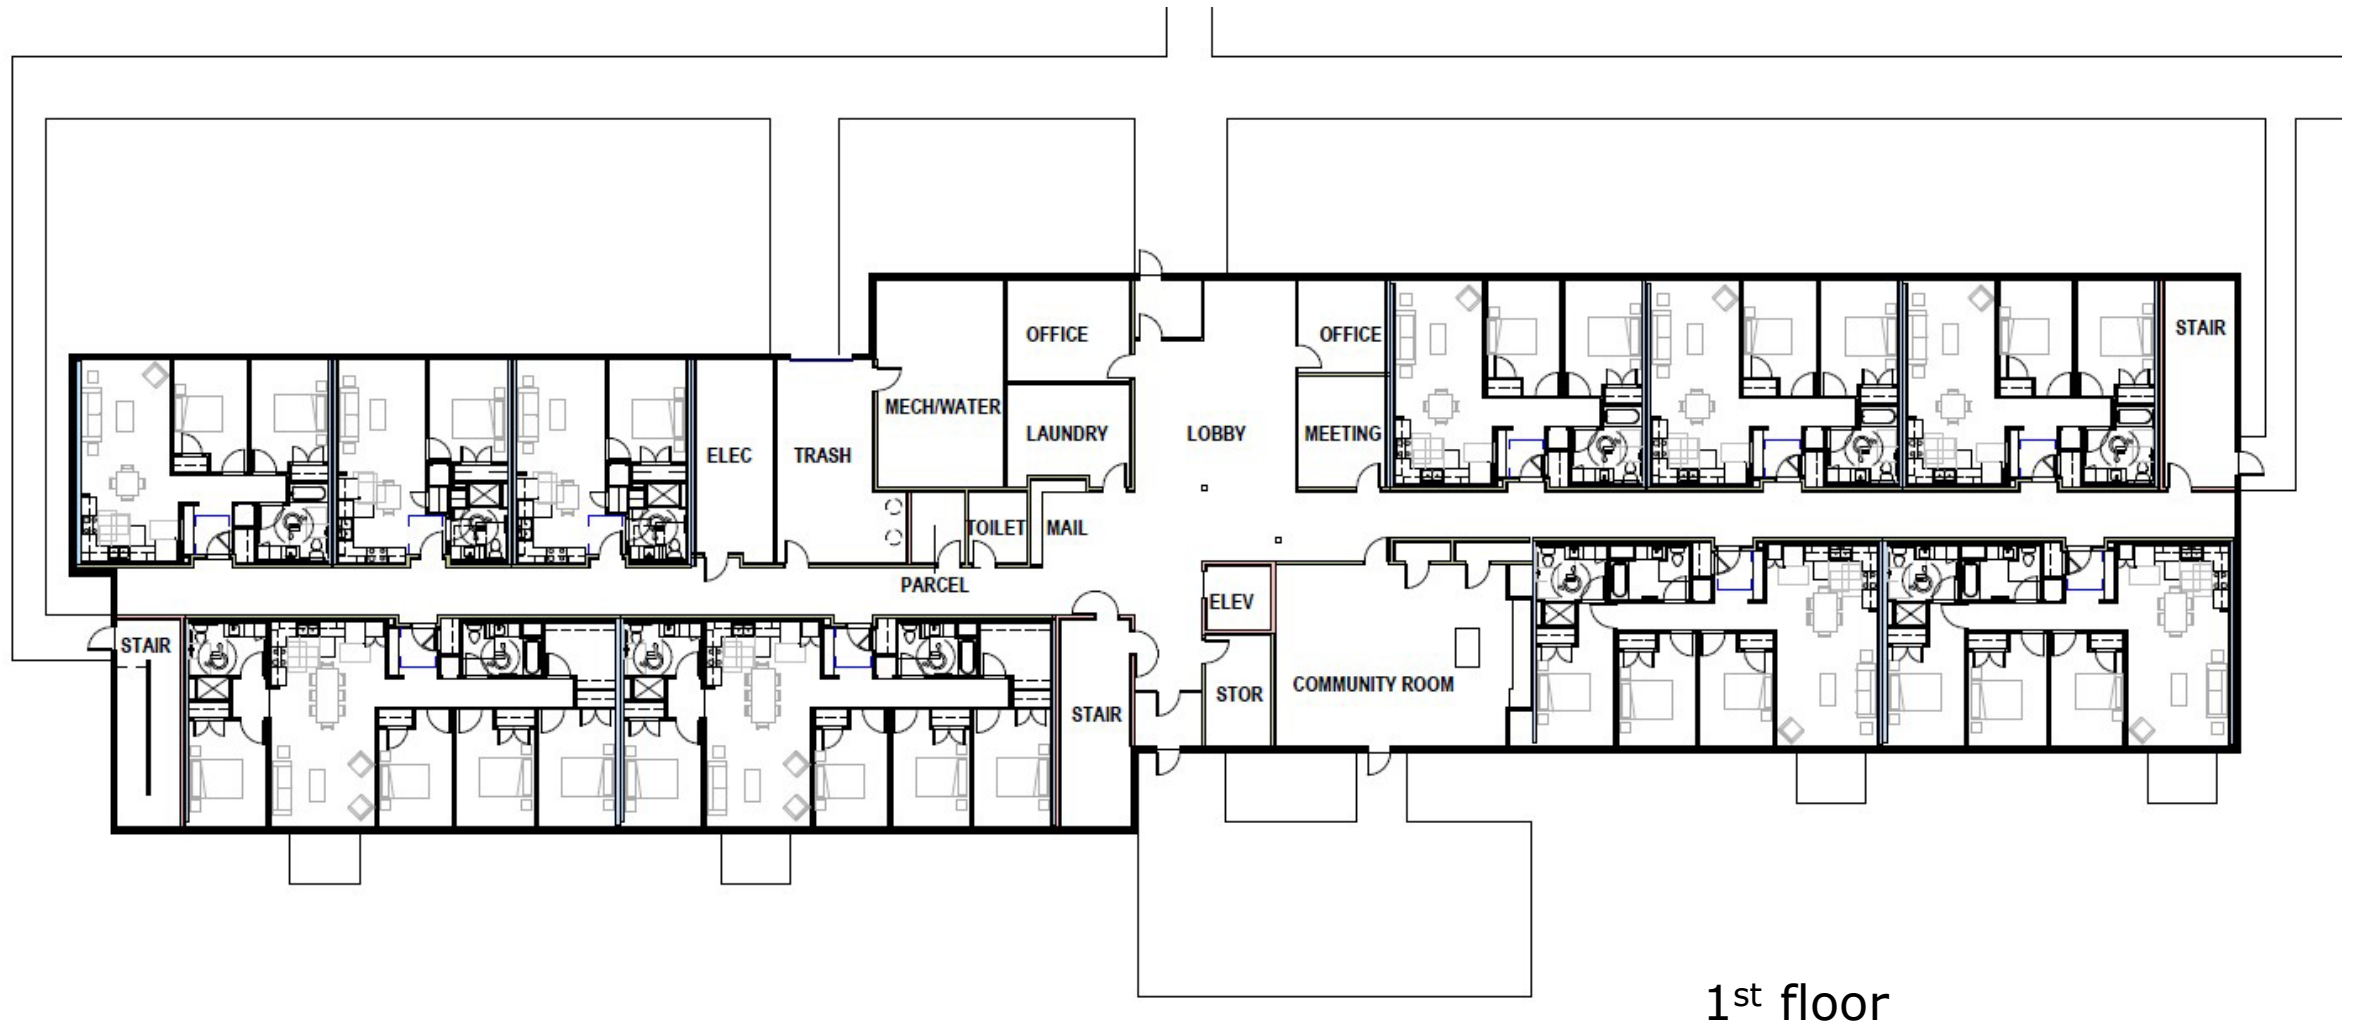 STAIR
OFFICE
OFFICE
MECH/WATER
LAUNDRY
LOBBY
MEETING
ELEC
TRASH
TOILET
MAIL
PARCEL
ELEV
STAIR
COMMUNITY ROOM
STOR
STAIR
1st floor